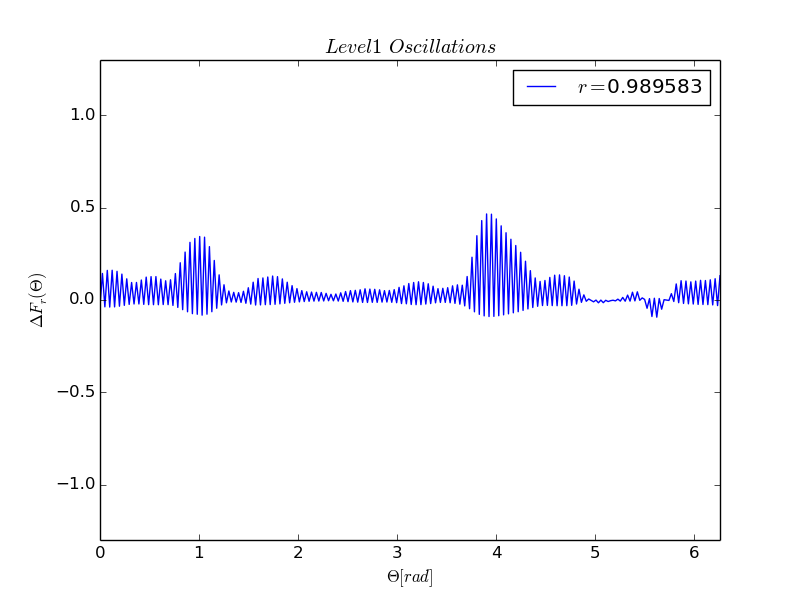 Level1 Oscillations
r=0.989583
1.0
0.5
0.0
−0.5
−1.0
ΔF_r(Θ)
0 1 2 3 4 5 6
Θ[rad]